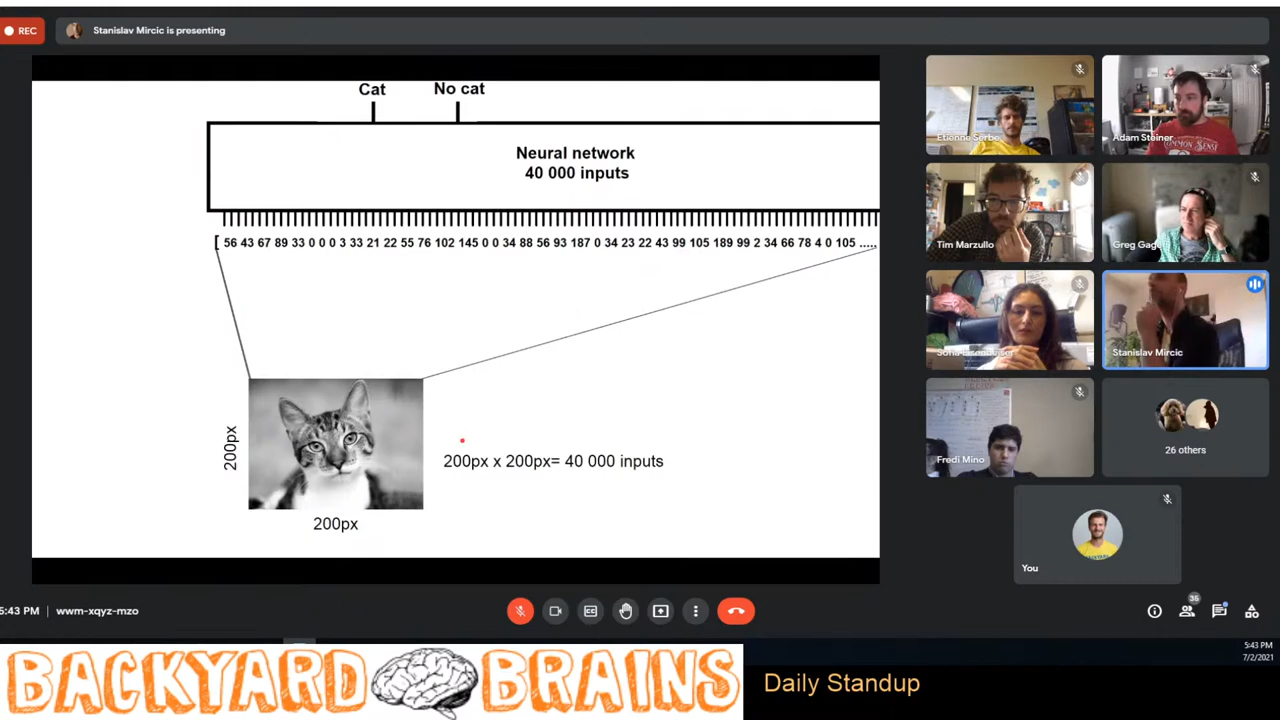 REC
Stanislav Mircic is presenting
Cat
No cat
Neural network
40 000 inputs
[ 56 43 67 89 33 0 0 0 3 33 21 22 55 76 102 145 0 0 34 88 56 93 187 0 34 23 22 43 99 105 189 99 2 34 66 78 4 0 105 .....
200px
200px x 200px= 40 000 inputs
200px
Etienne Serbe
Adam Steiner
COMMON SENSE
Tim Marzullo
Greg Gage
Stanislav Mircic
Fredi Mino
26 others
You
5:43 PM
wwm-xqyz-mzo
35
5:43 PM
7/2/2021
BACKYARD BRAINS
Daily Standup